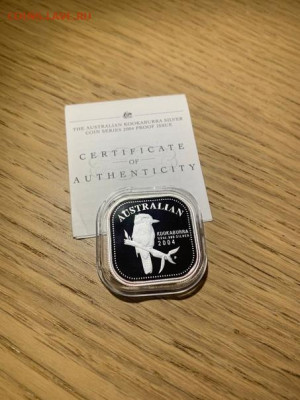 THE AUSTRALIAN KOOKABURRA SILVER
COIN SERIES 2004 PROOF ISSUE
CERTIFICATE
OF
AUTHENTICITY
AUSTRALIAN
KOOKABURRA
2004